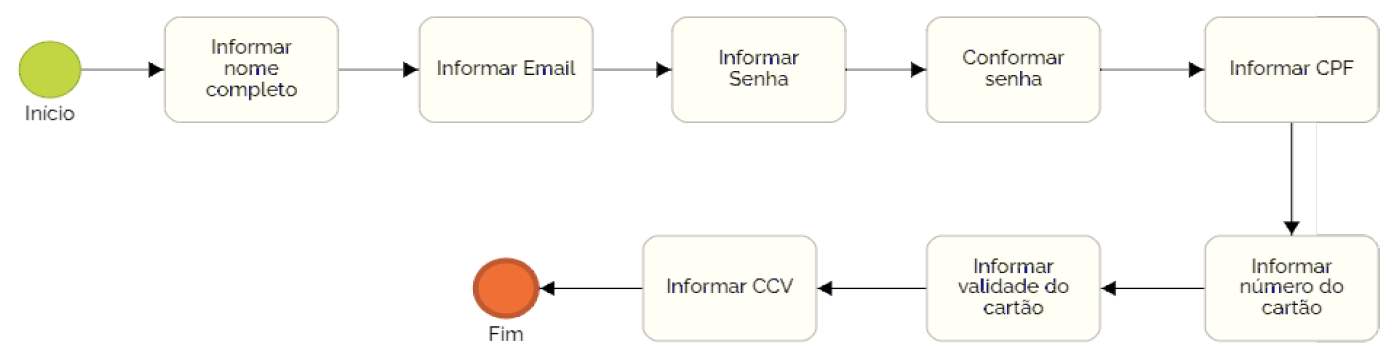 Início
Informar
nome
completo
Informar Email
Informar
Senha
Conformar
senha
Informar CPF
Informar
número do
cartão
Informar
validade do
cartão
Informar CCV
Fim